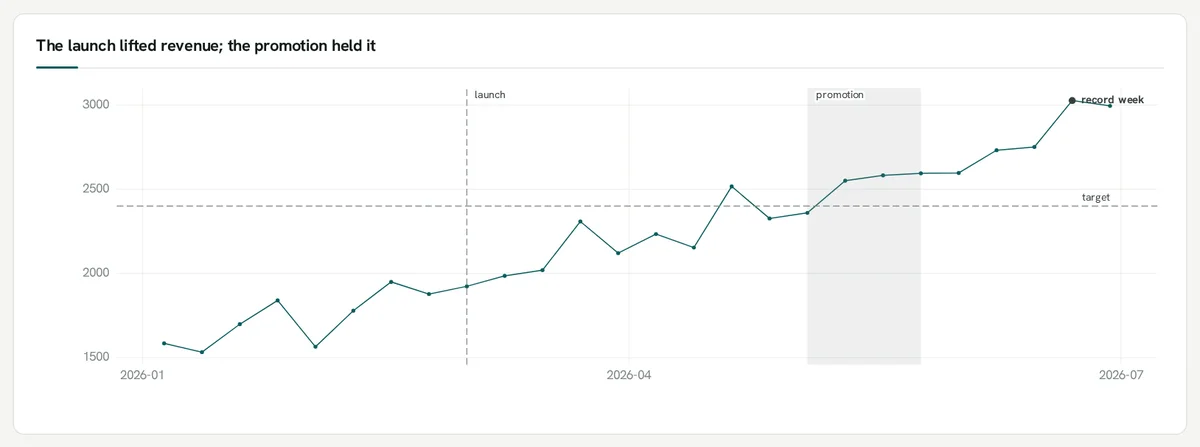 The launch lifted revenue; the promotion held it
launch
promotion
record week
target
3000
2500
2000
1500
2026-01
2026-04
2026-07